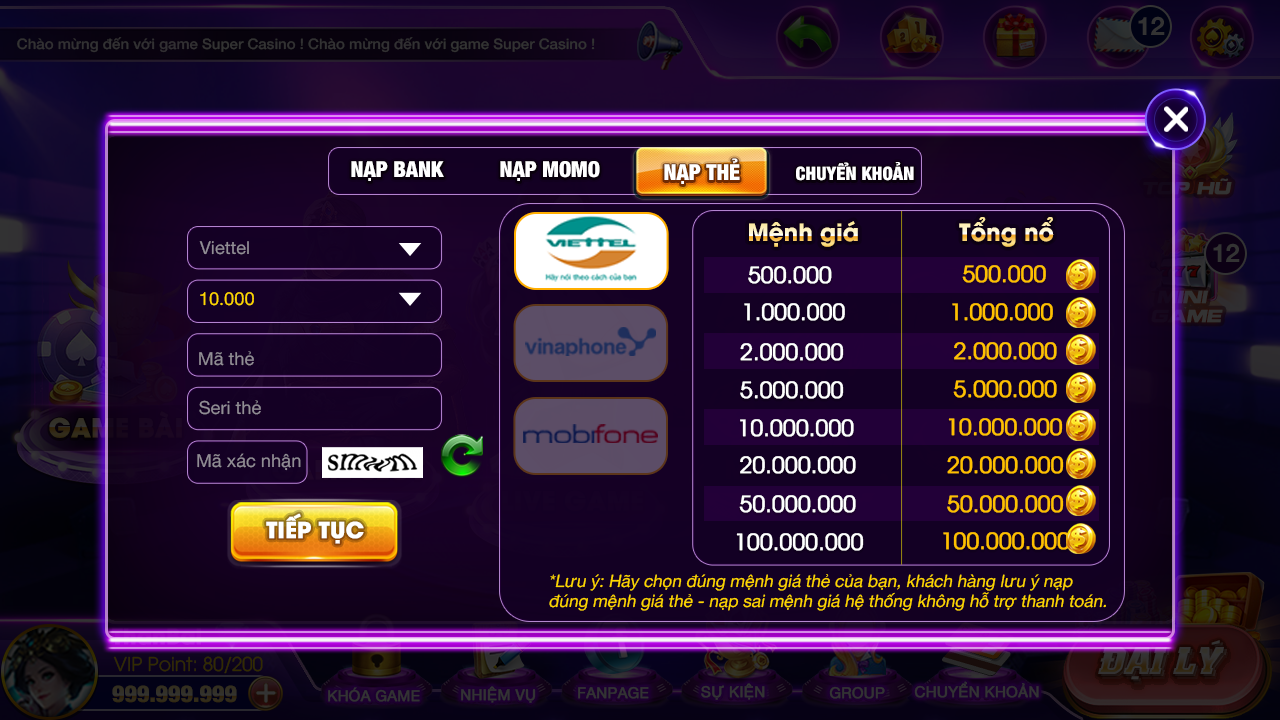 Chào mừng đến với game Super Casino ! Chào mừng đến với game Super Casino !
12
NẠP BANK
NẠP MOMO
NẠP THẺ
CHUYỂN KHOẢN
TOP HŨ
Viettel
10.000
Mã thẻ
Seri thẻ
Mã xác nhận
TIẾP TỤC
VIETTEL
Hãy nói theo cách của bạn
vinaphone
mobifone
Mệnh giá Tổng nổ
500.000 500.000
1.000.000 1.000.000
2.000.000 2.000.000
5.000.000 5.000.000
10.000.000 10.000.000
20.000.000 20.000.000
50.000.000 50.000.000
100.000.000 100.000.000
*Lưu ý: Hãy chọn đúng mệnh giá thẻ của bạn, khách hàng lưu ý nạp
đúng mệnh giá thẻ - nạp sai mệnh giá hệ thống không hỗ trợ thanh toán.
12
MINI
GAME
GAME BÀI
VIP Point: 80/200
999.999.999
KHÓA GAME
NHIỆM VỤ
FANPAGE
SỰ KIỆN
GROUP
CHUYỂN KHOẢN
ĐẠI LÝ